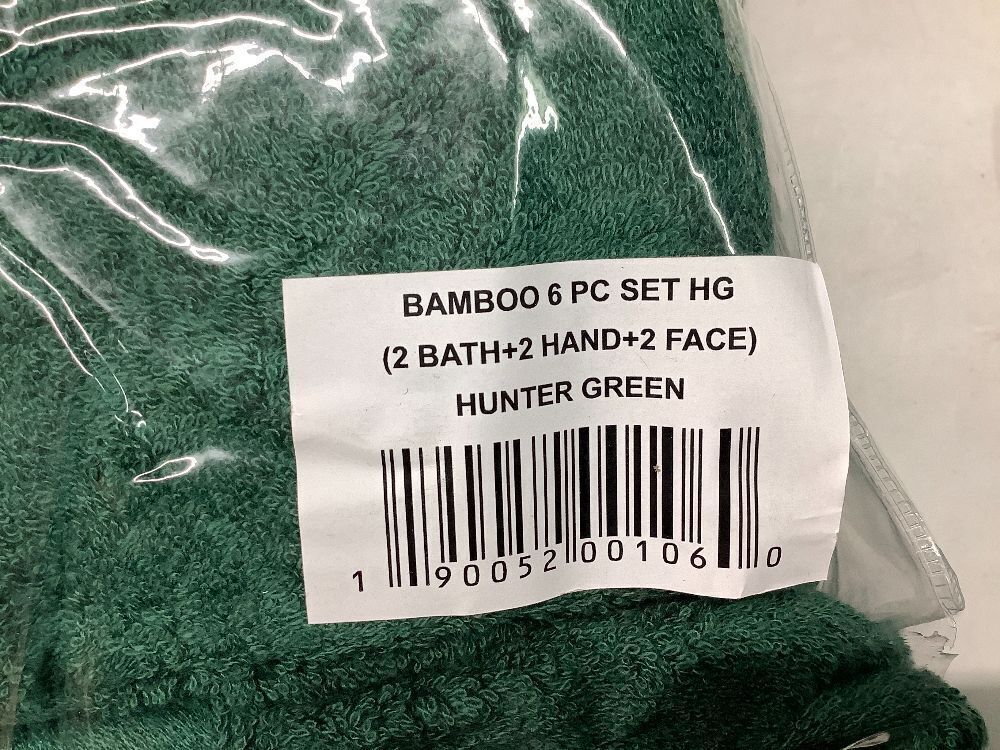 BAMBOO 6 PC SET HG
(2 BATH+2 HAND+2 FACE)
HUNTER GREEN
1 90052 00106 0